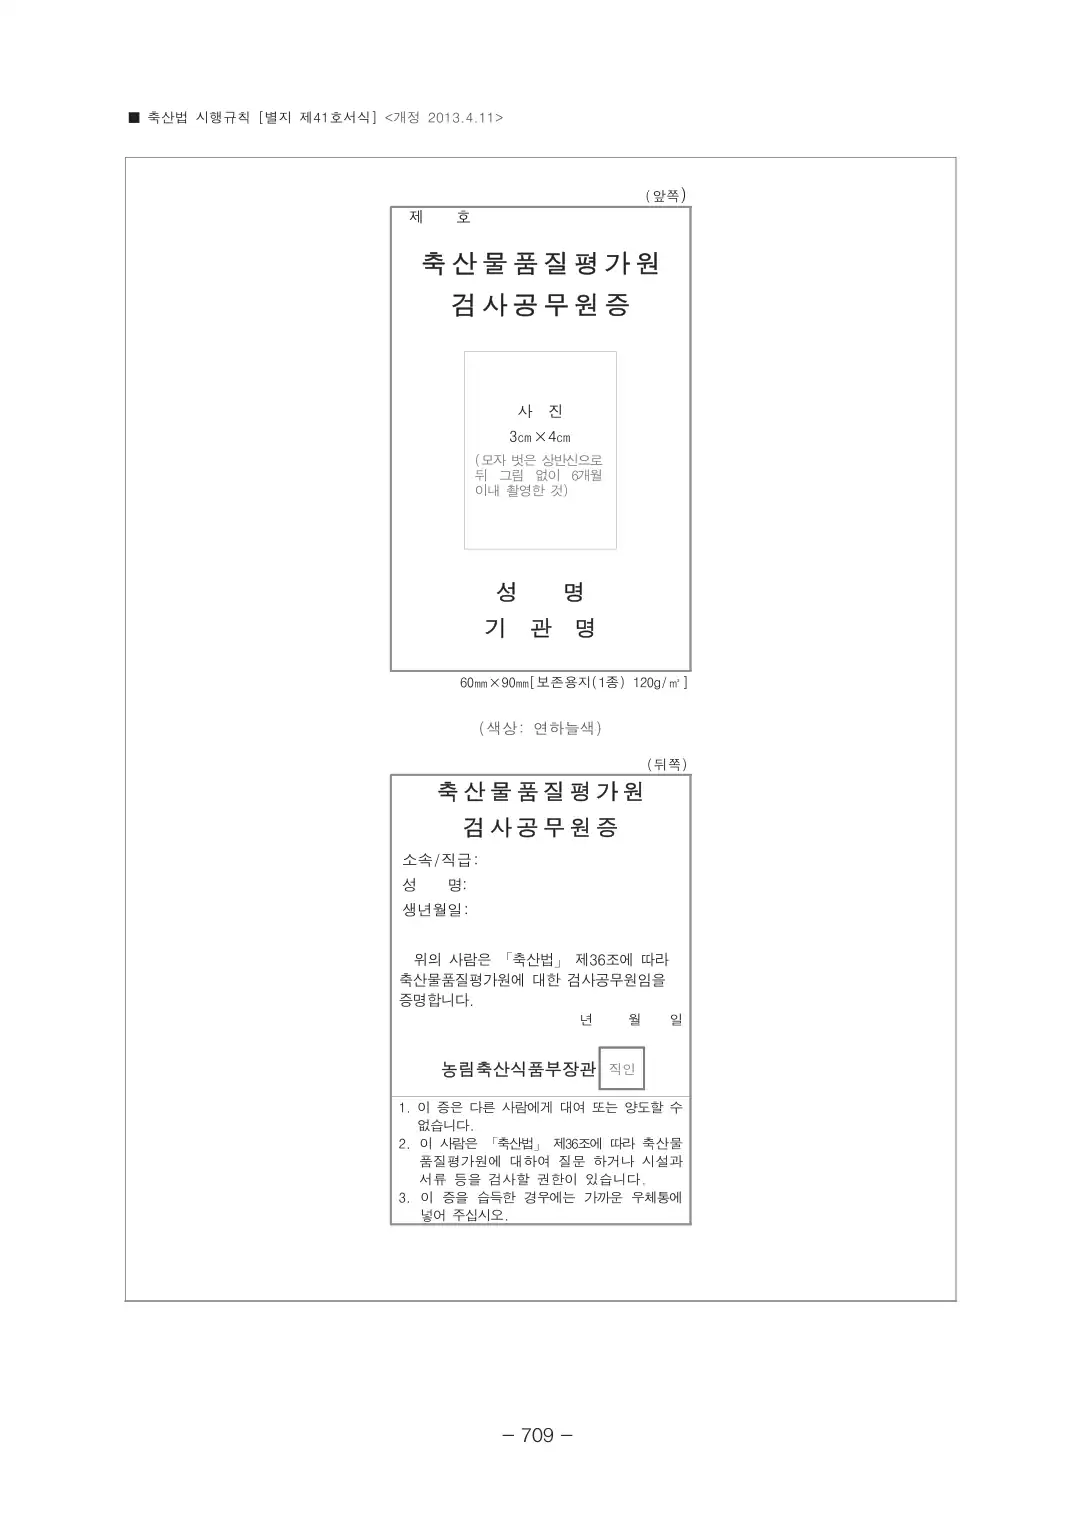 ■ 축산법 시행규칙 [별지 제41호서식] <개정 2013.4.11>
(앞쪽)
제 호
축산물품질평가원
검사공무원증
사 진
3㎝×4㎝
(모자 벗은 상반신으로
뒤 그림 없이 6개월
이내 촬영한 것)
성 명
기 관 명
60㎜×90㎜[보존용지(1종) 120g/㎡]
(색상: 연하늘색)
(뒤쪽)
축산물품질평가원
검사공무원증
소속/직급:
성 명:
생년월일:
위의 사람은 「축산법」 제36조에 따라
축산물품질평가원에 대한 검사공무원임을
증명합니다.
년 월 일
농림축산식품부장관 직인
1. 이 증은 다른 사람에게 대여 또는 양도할 수
없습니다.
2. 이 사람은 「축산법」 제36조에 따라 축산물
품질평가원에 대하여 질문 하거나 시설과
서류 등을 검사할 권한이 있습니다.
3. 이 증을 습득한 경우에는 가까운 우체통에
넣어 주십시오.
- 709 -